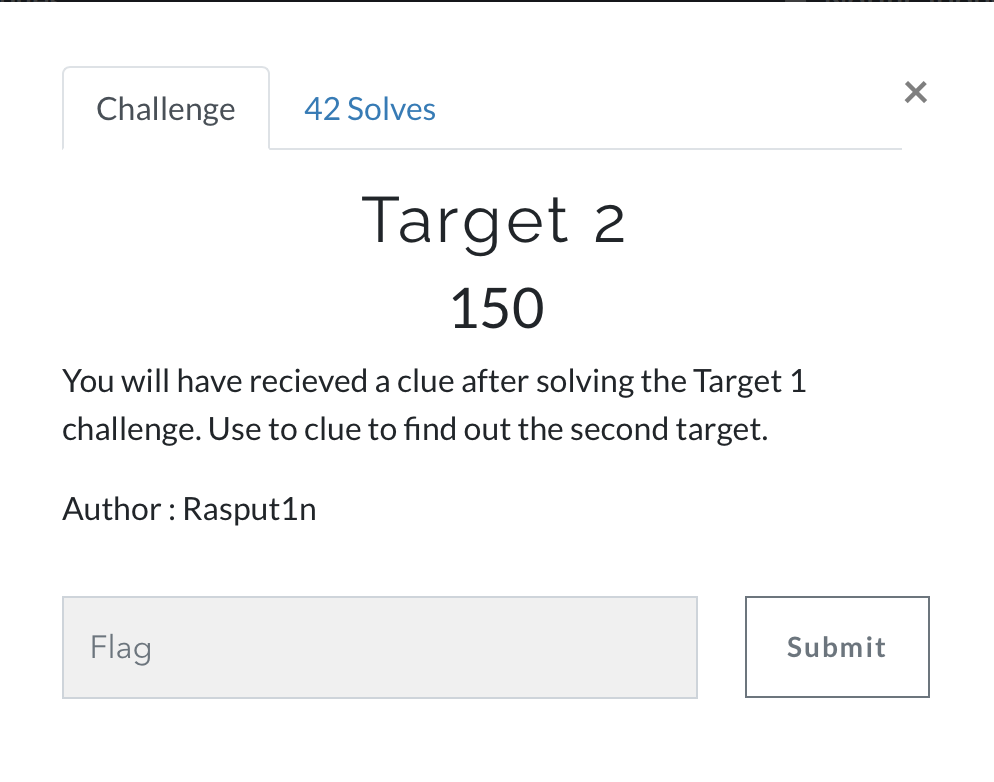 Challenge
42 Solves
×
Target 2
150
You will have recieved a clue after solving the Target 1
challenge. Use to clue to find out the second target.
Author : Rasput1n
Flag
Submit